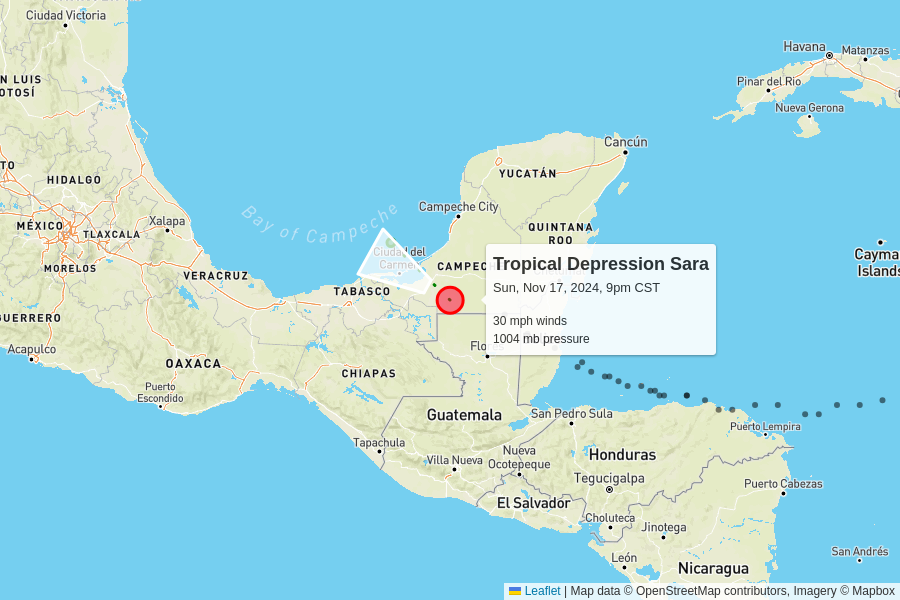 Ciudad Victoria
Havana
Matanzas
N LUIS
OTOSÍ
Pinar del Río
Nueva Gerona
Cancún
TO
YUCATÁN
HIDALGO
Campeche City
Bay of Campeche
MÉXICO
Xalapa
TLAXCALA
QUINTANA
ROO
Ciudad del
Carmen
Cayma
Islands
MORELOS
VERACRUZ
CAMPECH
Tropical Depression Sara
Sun, Nov 17, 2024, 9pm CST
TABASCO
GUERRERO
30 mph winds
1004 mb pressure
Acapulco
Flo
OAXACA
CHIAPAS
Puerto
Escondido
Guatemala
San Pedro Sula
Puerto Lempira
Tapachula
Nueva
Ocotepeque
Villa Nueva
Honduras
Tegucigalpa
Puerto Cabezas
El Salvador
Choluteca
Jinotega
León
San Andrés
Nicaragua
Leaflet | Map data © OpenStreetMap contributors, Imagery © Mapbox